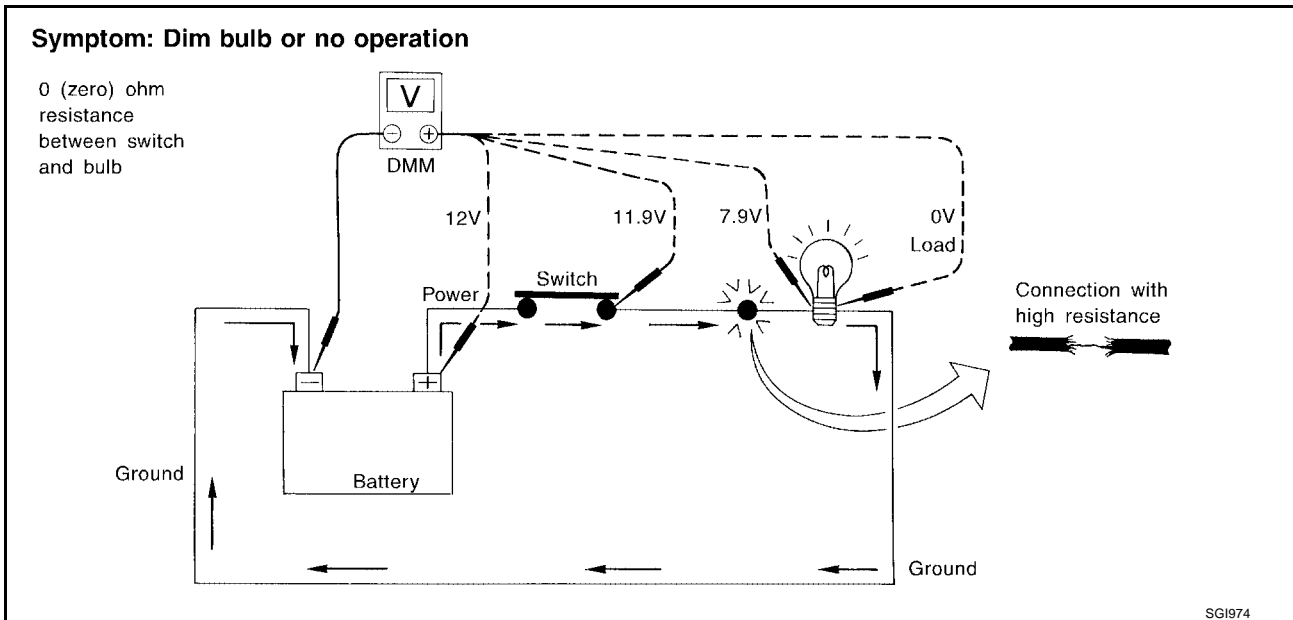 Symptom: Dim bulb or no operation
0 (zero) ohm
resistance
between switch
and bulb
V
− +
DMM
12V
11.9V
7.9V
0V
Load
Switch
Power
Connection with
high resistance
− +
Ground
Battery
Ground
SGI974